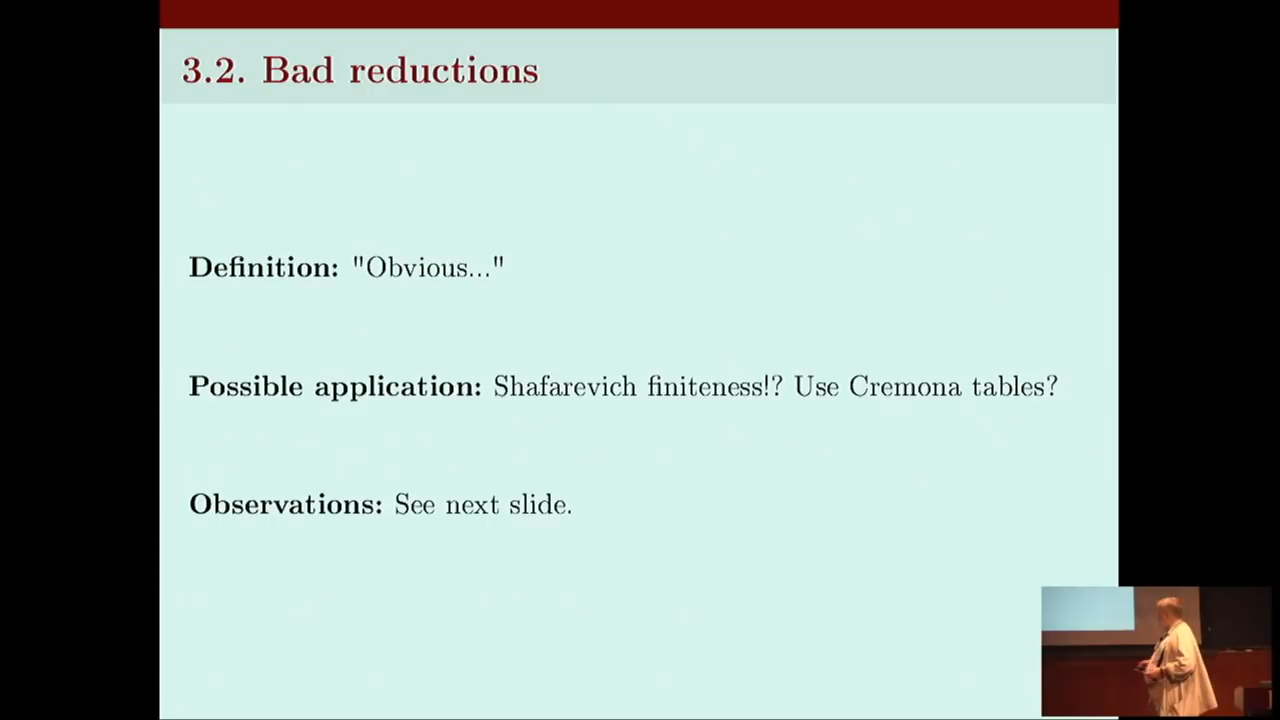 3.2. Bad reductions
Definition: "Obvious..."
Possible application: Shafarevich finiteness!? Use Cremona tables?
Observations: See next slide.